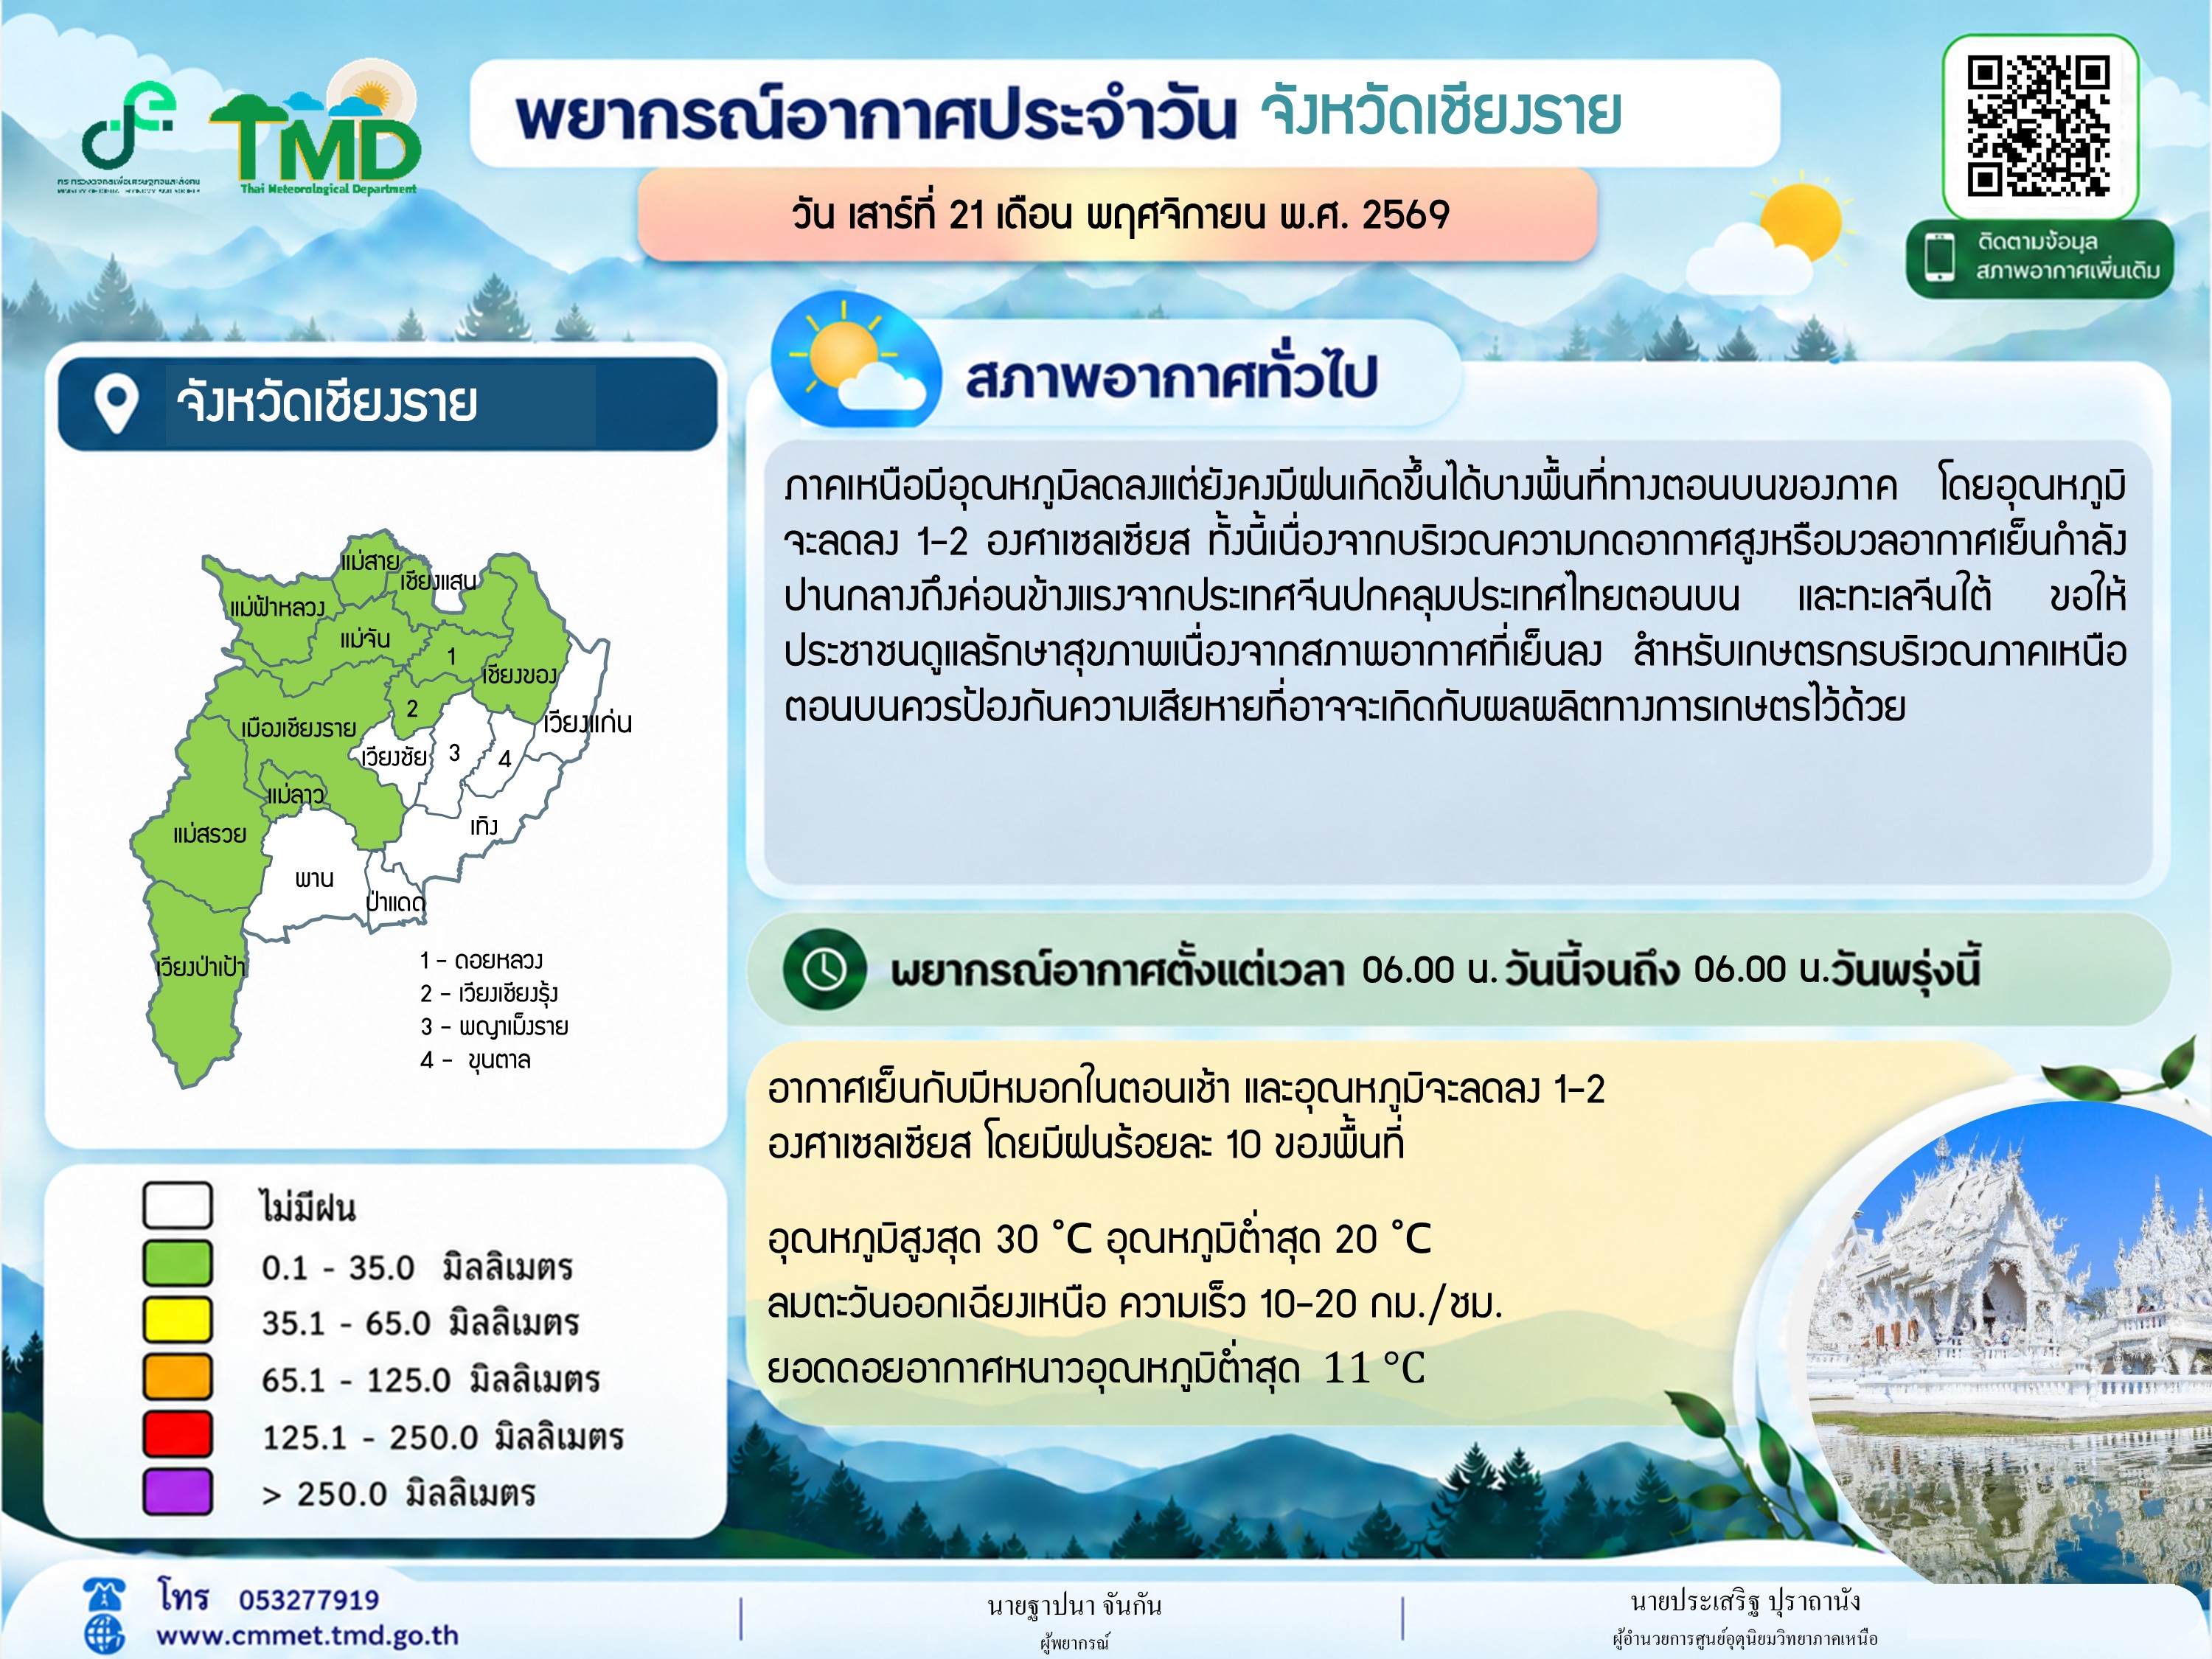 TMD
Thai Meteorological Department
พยากรณ์อากาศประจำวัน จังหวัดเชียงราย
วัน เสาร์ที่ 21 เดือน พฤศจิกายน พ.ศ. 2569
ติดตามข้อมูล
สภาพอากาศเพิ่มเติม
จังหวัดเชียงราย
แม่สาย
เชียงแสน
แม่ฟ้าหลวง
แม่จัน
1
เชียงของ
2
เวียงแก่น
เมืองเชียงราย
เวียงชัย
3
4
แม่ลาว
เทิง
แม่สรวย
พาน
ป่าแดด
เวียงป่าเป้า
1 - ดอยหลวง
2 - เวียงเชียงรุ้ง
3 - พญาเม็งราย
4 - ขุนตาล
ไม่มีฝน
0.1 - 35.0 มิลลิเมตร
35.1 - 65.0 มิลลิเมตร
65.1 - 125.0 มิลลิเมตร
125.1 - 250.0 มิลลิเมตร
> 250.0 มิลลิเมตร
สภาพอากาศทั่วไป
ภาคเหนือมีอุณหภูมิลดลงแต่ยังคงมีฝนเกิดขึ้นได้บางพื้นที่ทางตอนบนของภาค โดยอุณหภูมิ
จะลดลง 1-2 องศาเซลเซียส ทั้งนี้เนื่องจากบริเวณความกดอากาศสูงหรือมวลอากาศเย็นกำลัง
ปานกลางถึงค่อนข้างแรงจากประเทศจีนปกคลุมประเทศไทยตอนบน และทะเลจีนใต้ ขอให้
ประชาชนดูแลรักษาสุขภาพเนื่องจากสภาพอากาศที่เย็นลง สำหรับเกษตรกรบริเวณภาคเหนือ
ตอนบนควรป้องกันความเสียหายที่อาจจะเกิดกับผลผลิตทางการเกษตรไว้ด้วย
พยากรณ์อากาศตั้งแต่เวลา 06.00 น. วันนี้จนถึง 06.00 น.วันพรุ่งนี้
อากาศเย็นกับมีหมอกในตอนเช้า และอุณหภูมิจะลดลง 1-2
องศาเซลเซียส โดยมีฝนร้อยละ 10 ของพื้นที่
อุณหภูมิสูงสุด 30 °C อุณหภูมิต่ำสุด 20 °C
ลมตะวันออกเฉียงเหนือ ความเร็ว 10-20 กม./ชม.
ยอดดอยอากาศหนาวอุณหภูมิต่ำสุด 11 °C
โทร 053277919
www.cmmet.tmd.go.th
นายฐาปนา จันกัน
ผู้พยากรณ์
นายประเสริฐ ปุราถานัง
ผู้อำนวยการศูนย์อุตุนิยมวิทยาภาคเหนือ